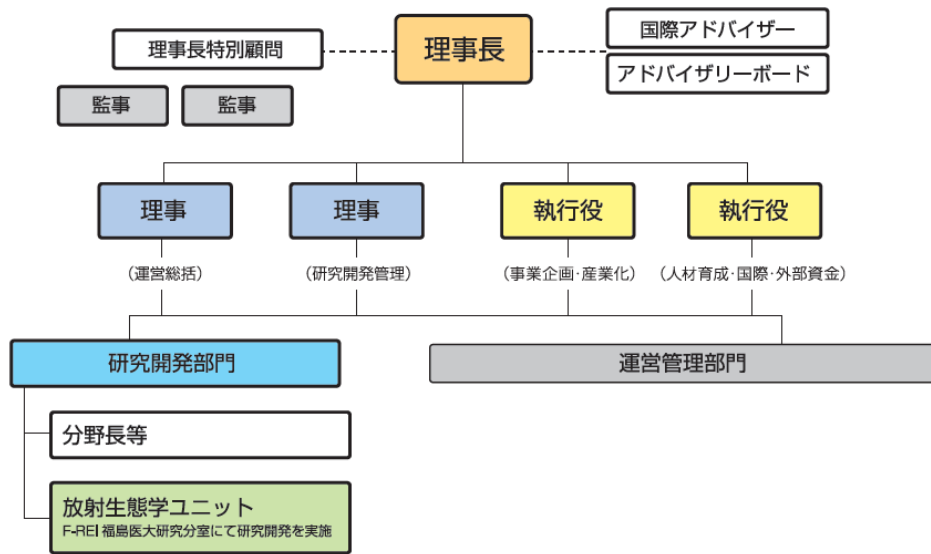 理事長特別顧問
理事長
国際アドバイザー
アドバイザリーボード
監事
監事
理事
理事
執行役
執行役
(運営総括)
(研究開発管理)
(事業企画・産業化)
(人材育成・国際・外部資金)
研究開発部門
運営管理部門
分野長等
放射生態学ユニット
F-REI 福島医大研究分室にて研究開発を実施